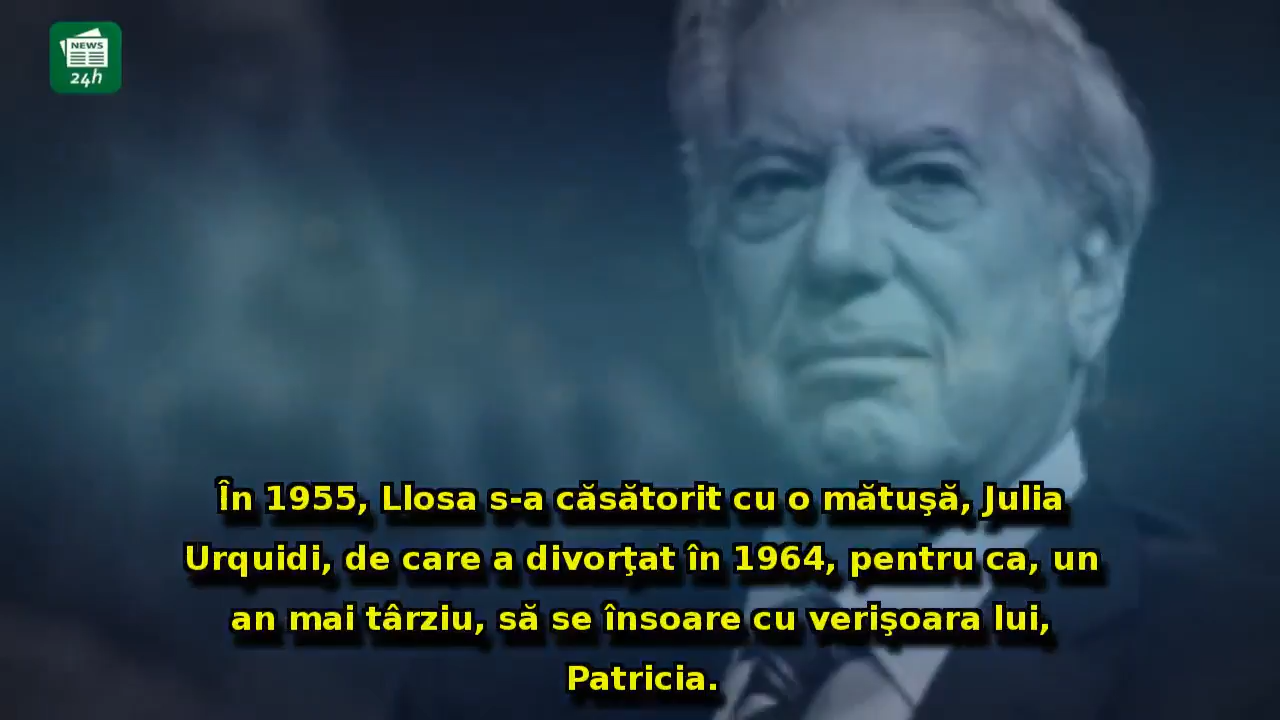 NEWS
24h
În 1955, Llosa s-a căsătorit cu o mătuşă, Julia
Urquidi, de care a divorţat în 1964, pentru ca, un
an mai târziu, să se însoare cu verişoara lui,
Patricia.